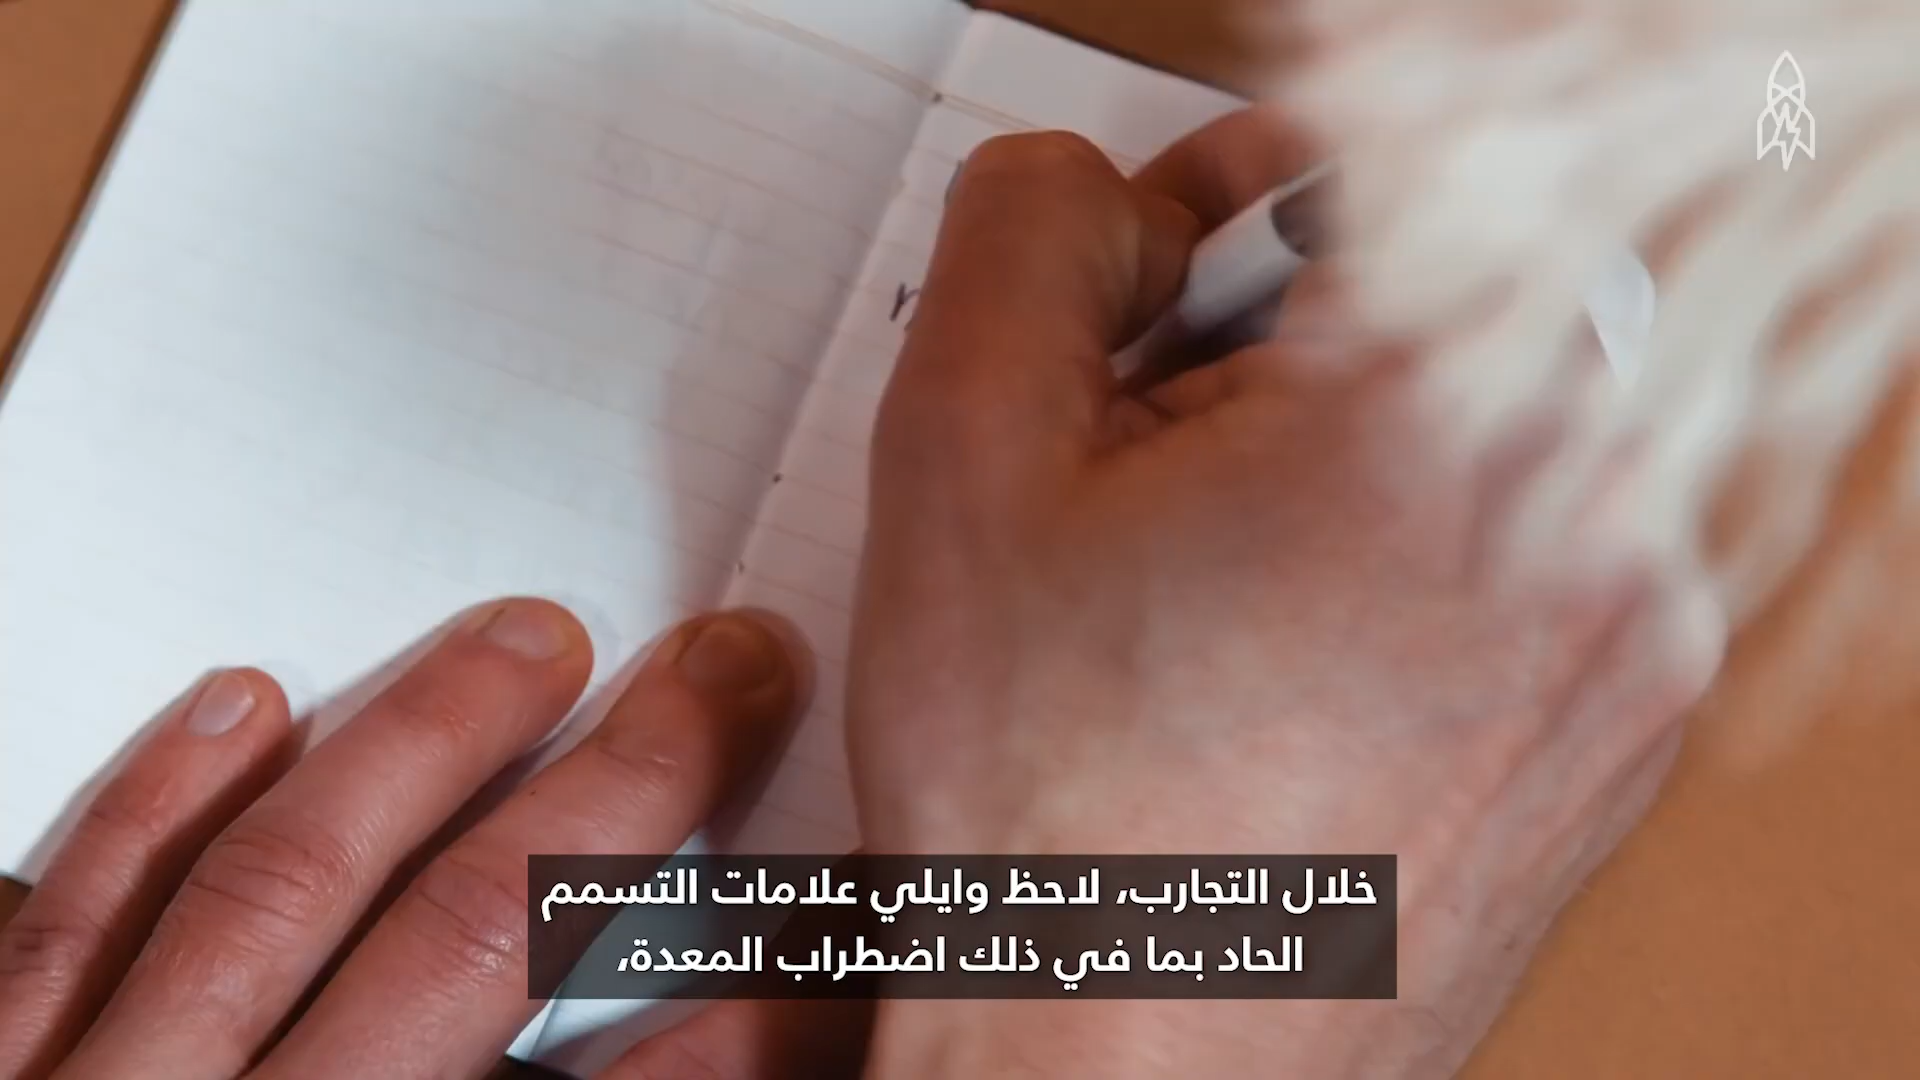 خلال التجارب، لاحظ وايلي علامات التسمم
الحاد بما في ذلك اضطراب المعدة،